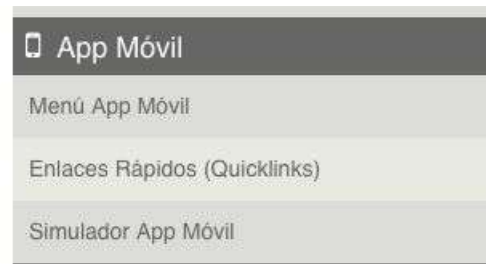 App Móvil
Menú App Móvil
Enlaces Rápidos (Quicklinks)
Simulador App Móvil